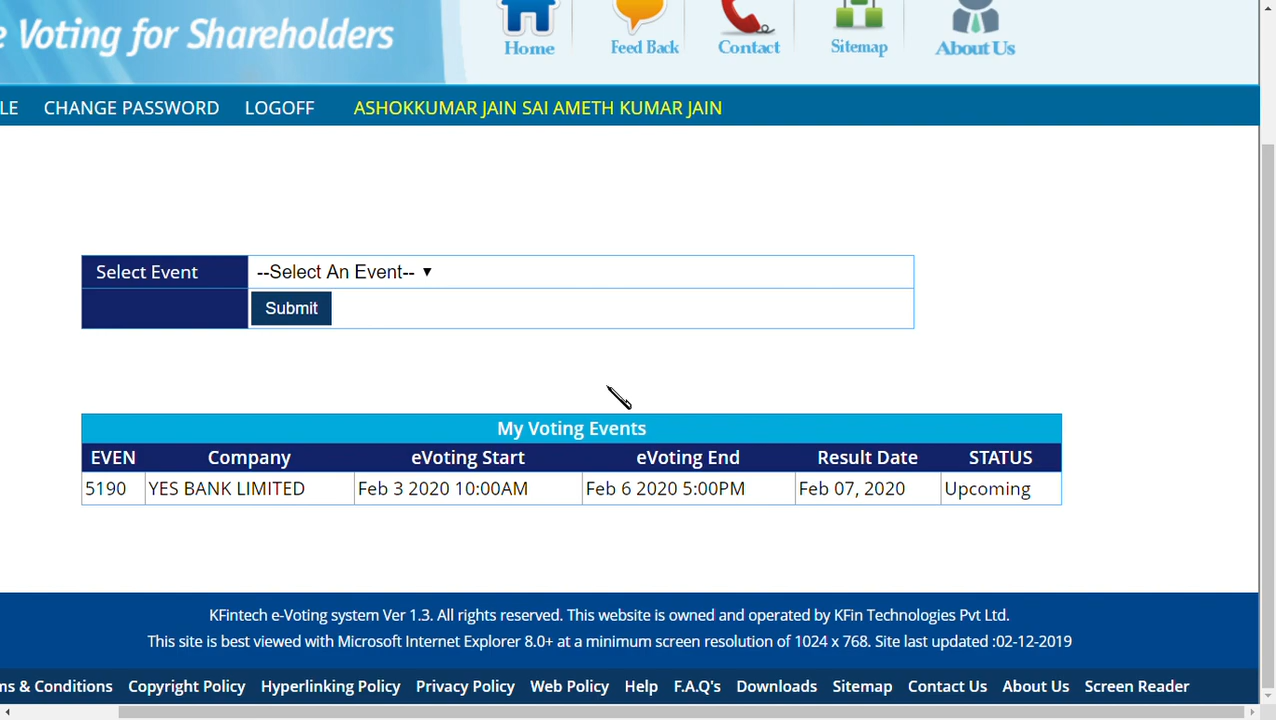 e Voting for Shareholders
Home
Feed Back
Contact
Sitemap
About Us
LE CHANGE PASSWORD LOGOFF ASHOKKUMAR JAIN SAI AMETH KUMAR JAIN
Select Event --Select An Event--
Submit
My Voting Events
EVEN Company eVoting Start eVoting End Result Date STATUS
5190 YES BANK LIMITED Feb 3 2020 10:00AM Feb 6 2020 5:00PM Feb 07, 2020 Upcoming
KFintech e-Voting system Ver 1.3. All rights reserved. This website is owned and operated by KFin Technologies Pvt Ltd.
This site is best viewed with Microsoft Internet Explorer 8.0+ at a minimum screen resolution of 1024 x 768. Site last updated :02-12-2019
ms & Conditions Copyright Policy Hyperlinking Policy Privacy Policy Web Policy Help F.A.Q's Downloads Sitemap Contact Us About Us Screen Reader